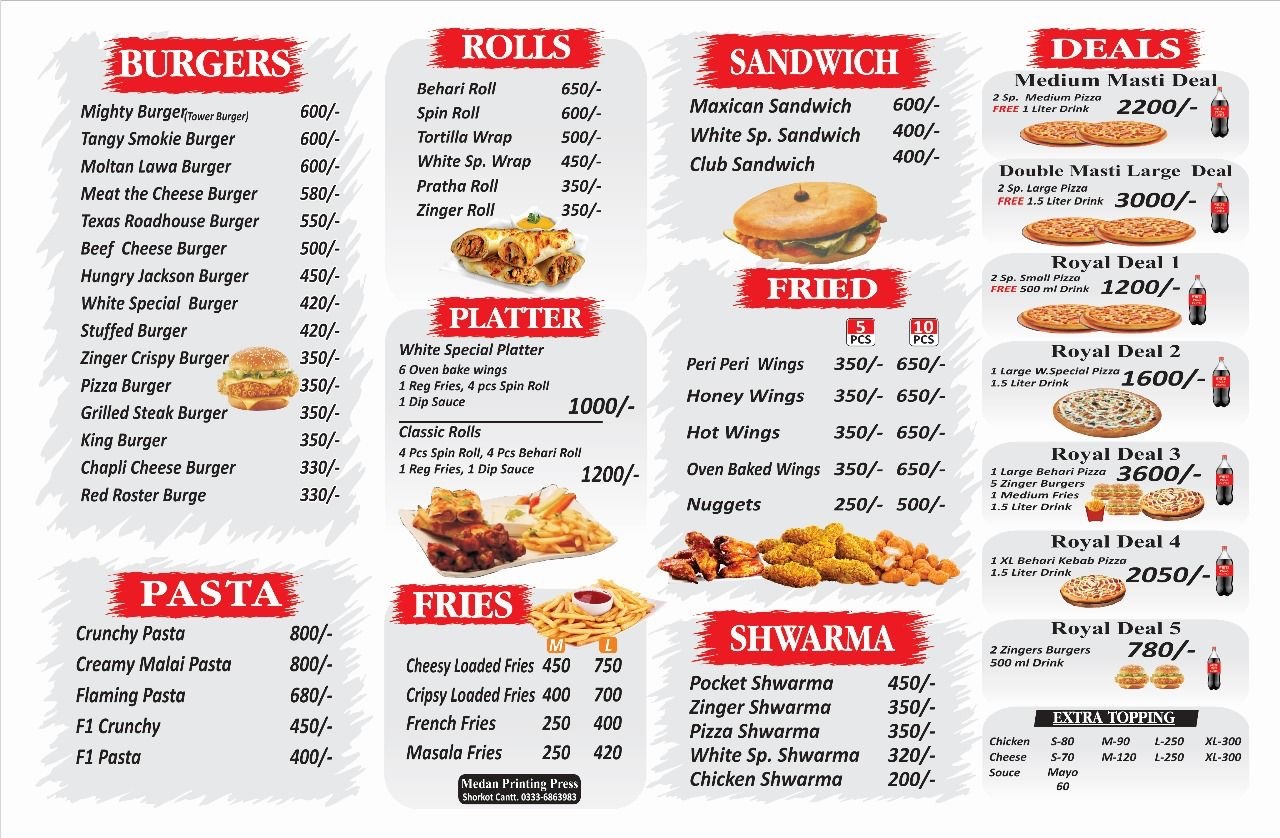 BURGERS
Mighty Burger(Tower Burger) 600/-
Tangy Smokie Burger 600/-
Moltan Lawa Burger 600/-
Meat the Cheese Burger 580/-
Texas Roadhouse Burger 550/-
Beef Cheese Burger 500/-
Hungry Jackson Burger 450/-
White Special Burger 420/-
Stuffed Burger 420/-
Zinger Crispy Burger 350/-
Pizza Burger 350/-
Grilled Steak Burger 350/-
King Burger 350/-
Chapli Cheese Burger 330/-
Red Roster Burge 330/-
PASTA
Crunchy Pasta 800/-
Creamy Malai Pasta 800/-
Flaming Pasta 680/-
F1 Crunchy 450/-
F1 Pasta 400/-
ROLLS
Behari Roll 650/-
Spin Roll 600/-
Tortilla Wrap 500/-
White Sp. Wrap 450/-
Pratha Roll 350/-
Zinger Roll 350/-
PLATTER
White Special Platter
6 Oven bake wings
1 Reg Fries, 4 pcs Spin Roll
1 Dip Sauce 1000/-
Classic Rolls
4 Pcs Spin Roll, 4 Pcs Behari Roll
1 Reg Fries, 1 Dip Sauce 1200/-
FRIES
M L
Cheesy Loaded Fries 450 750
Cripsy Loaded Fries 400 700
French Fries 250 400
Masala Fries 250 420
Medan Printing Press
Shorkot Cantt. 0333-6863983
SANDWICH
Maxican Sandwich 600/-
White Sp. Sandwich 400/-
Club Sandwich 400/-
FRIED
5 PCS 10 PCS
Peri Peri Wings 350/- 650/-
Honey Wings 350/- 650/-
Hot Wings 350/- 650/-
Oven Baked Wings 350/- 650/-
Nuggets 250/- 500/-
SHWARMA
Pocket Shwarma 450/-
Zinger Shwarma 350/-
Pizza Shwarma 350/-
White Sp. Shwarma 320/-
Chicken Shwarma 200/-
DEALS
Medium Masti Deal
2 Sp. Medium Pizza
FREE 1 Liter Drink 2200/-
Double Masti Large Deal
2 Sp. Large Pizza
FREE 1.5 Liter Drink 3000/-
Royal Deal 1
2 Sp. Small Pizza
FREE 500 ml Drink 1200/-
Royal Deal 2
1 Large W.Special Pizza
1.5 Liter Drink 1600/-
Royal Deal 3
1 Large Behari Pizza 3600/-
5 Zinger Burgers
1 Medium Fries
1.5 Liter Drink
Royal Deal 4
1 XL Behari Kebab Pizza
1.5 Liter Drink 2050/-
Royal Deal 5
2 Zingers Burgers 780/-
500 ml Drink
EXTRA TOPPING
Chicken S-80 M-90 L-250 XL-300
Cheese S-70 M-120 L-250 XL-300
Souce Mayo
60